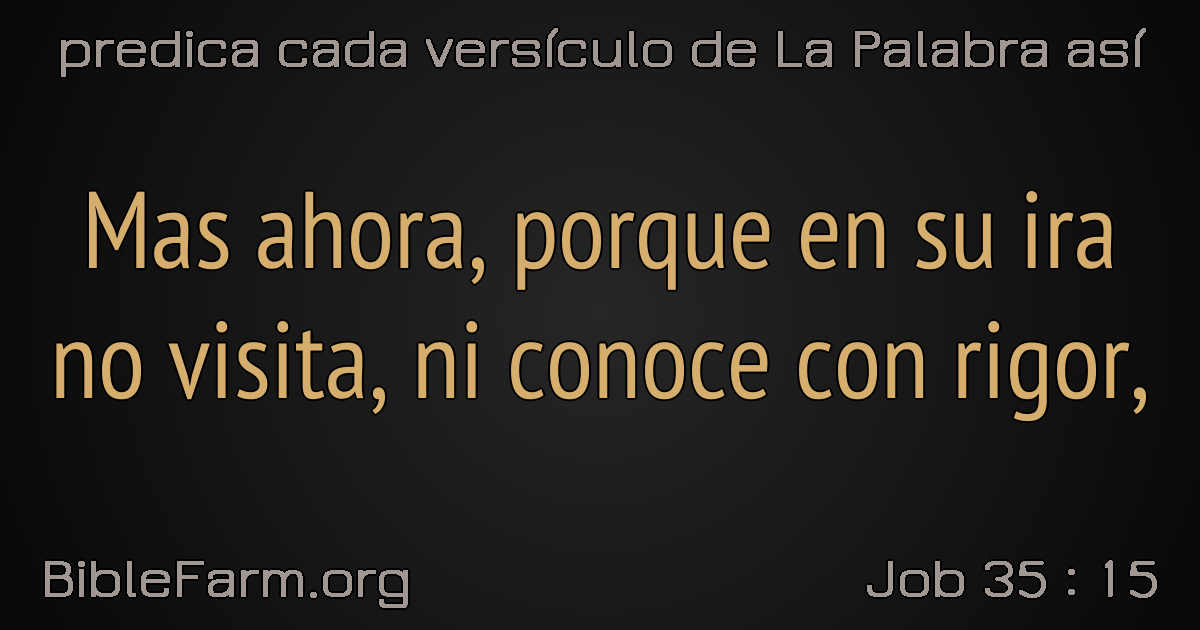 predica cada versículo de La Palabra así
Mas ahora, porque en su ira
no visita, ni conoce con rigor,
BibleFarm.org
Job 35 : 15